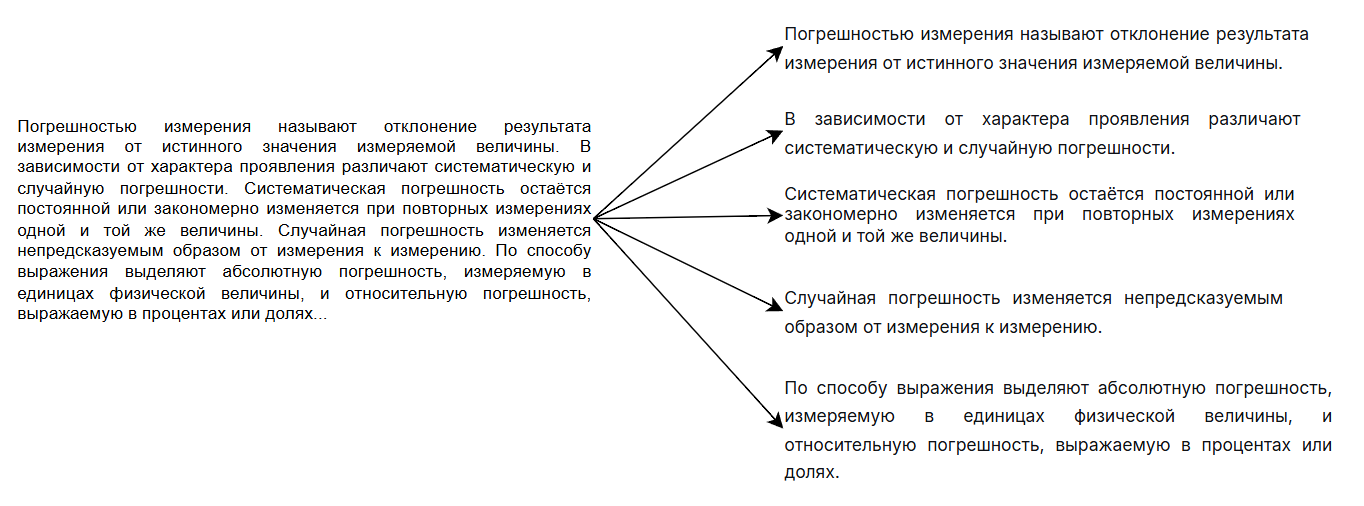 Погрешностью измерения называют отклонение результата
измерения от истинного значения измеряемой величины. В
зависимости от характера проявления различают систематическую и
случайную погрешности. Систематическая погрешность остаётся
постоянной или закономерно изменяется при повторных измерениях
одной и той же величины. Случайная погрешность изменяется
непредсказуемым образом от измерения к измерению. По способу
выражения выделяют абсолютную погрешность, измеряемую в
единицах физической величины, и относительную погрешность,
выражаемую в процентах или долях...
Погрешностью измерения называют отклонение результата
измерения от истинного значения измеряемой величины.
В зависимости от характера проявления различают
систематическую и случайную погрешности.
Систематическая погрешность остаётся постоянной или
закономерно изменяется при повторных измерениях
одной и той же величины.
Случайная погрешность изменяется непредсказуемым
образом от измерения к измерению.
По способу выражения выделяют абсолютную погрешность,
измеряемую в единицах физической величины, и
относительную погрешность, выражаемую в процентах или
долях.